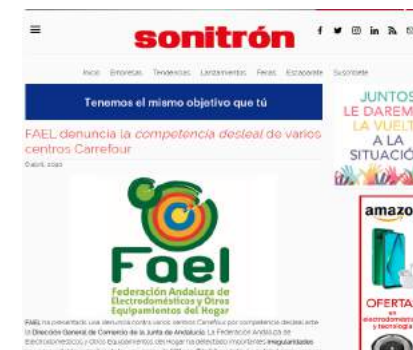 sonitrón
Inicio Empresas Tendencias Lanzamientos Ferias Escaparate Suscríbete
Tenemos el mismo objetivo que tú
FAEL denuncia la competencia desleal de varios
centros Carrefour
Fael
Federación Andaluza de
Electrodomésticos y Otros
Equipamientos del Hogar
FAEL ha presentado una denuncia contra varios centros Carrefour por competencia desleal ante
la Dirección General de Comercio de la Junta de Andalucía. La Federación Andaluza de
Electrodomésticos y Otros Equipamientos del Hogar ha detectado importantes irregularidades
JUNTOS
LE DAREM
LA VUELT
A LA
SITUACIÓ
amazo
OFERTA
en
electrodomést
y tecnologí